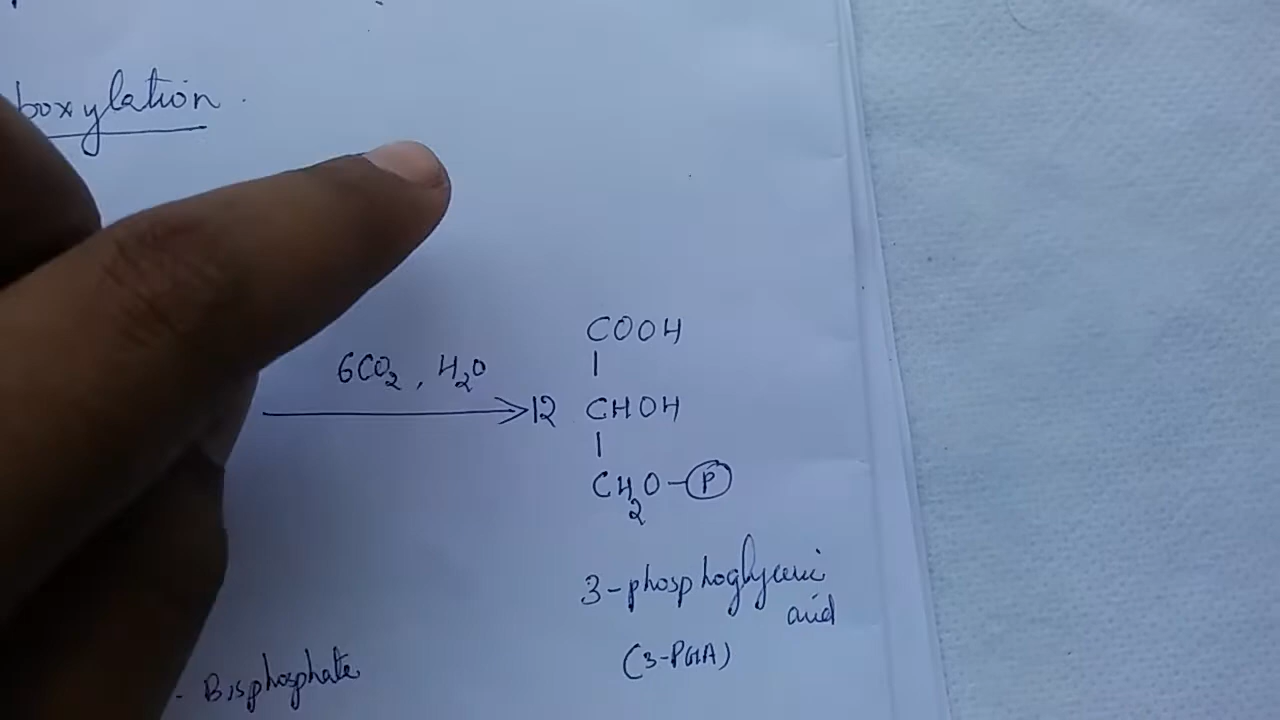 boxylation.
6CO2, H2O
12
COOH
CHOH
CH2O-P
3-phosphoglyceric
acid
(3-PGA)
- Bisphosphate